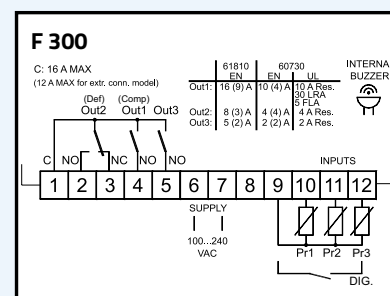 F 300
C: 16 A MAX
(12 A MAX for extr. conn. model)
61810 60730
EN EN UL
Out1: 16 (9) A 10 (4) A 10 A Res.
30 LRA
5 FLA
Out2: 8 (3) A 4 (4) A 4 A Res.
Out3: 5 (2) A 2 (2) A 2 A Res.
INTERNA
BUZZER
(Def) (Comp)
Out2 Out1 Out3
C NO NC NO NO INPUTS
1 2 3 4 5 6 7 8 9 10 11 12
SUPPLY
100...240
VAC
Pr1 Pr2 Pr3
DIG.